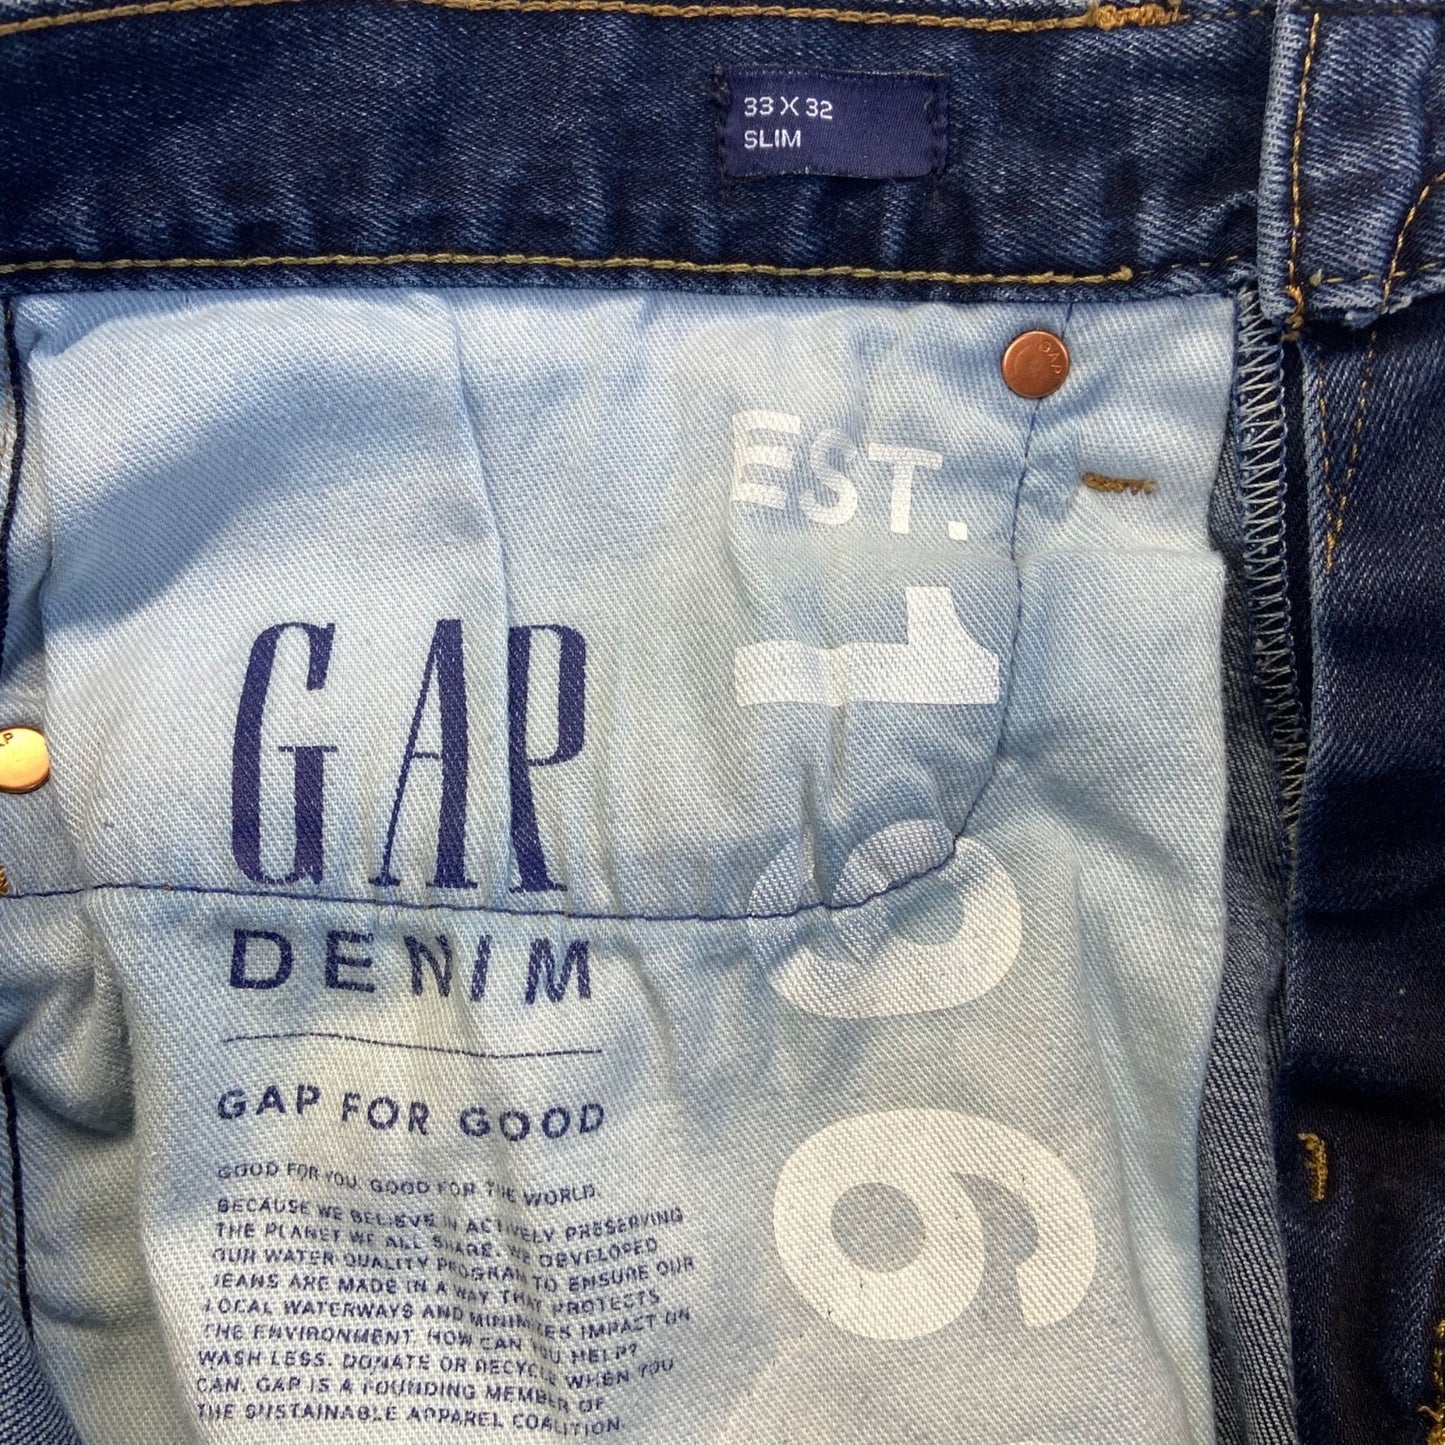 33 X 32
SLIM
GAP
GAP
EST.
196
GAP
DENIM
GAP FOR GOOD
GOOD FOR YOU. GOOD FOR THE WORLD.
BECAUSE WE BELIEVE IN ACTIVELY PRESERVING
THE PLANET WE ALL SHARE, WE DEVELOPED
OUR WATER QUALITY PROGRAM TO ENSURE OUR
JEANS ARE MADE IN A WAY THAT PROTECTS
LOCAL WATERWAYS AND MINIMIZES IMPACT ON
THE ENVIRONMENT. HOW CAN YOU HELP?
WASH LESS. DONATE OR RECYCLE WHEN YOU
CAN. GAP IS A FOUNDING MEMBER OF
THE SUSTAINABLE APPAREL COALITION.